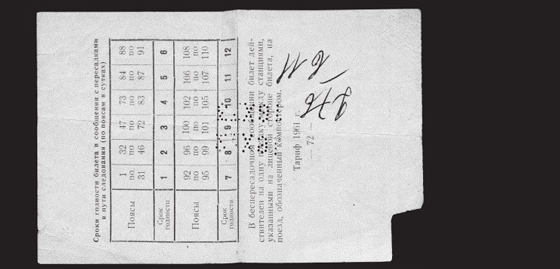 Сроки годности билета в сообщении с пересадками
в пути следования (по поясам в сутках)
Поясы 1 по 31 32 по 46 47 по 72 73 по 83 84 по 87 88 по 91
Срок годности 1 2 3 4 5 6
Поясы 92 по 95 96 по 99 100 по 101 102 по 105 106 по 107 108 по 110
Срок годности 7 8 9 10 11 12
В беспересадочном сообщении билет дей-
ствителен на одну поездку между станциями,
указанными на лицевой стороне билета, на
поезд, обозначенный компостером.
Тариф 1961 г.
— 72 —